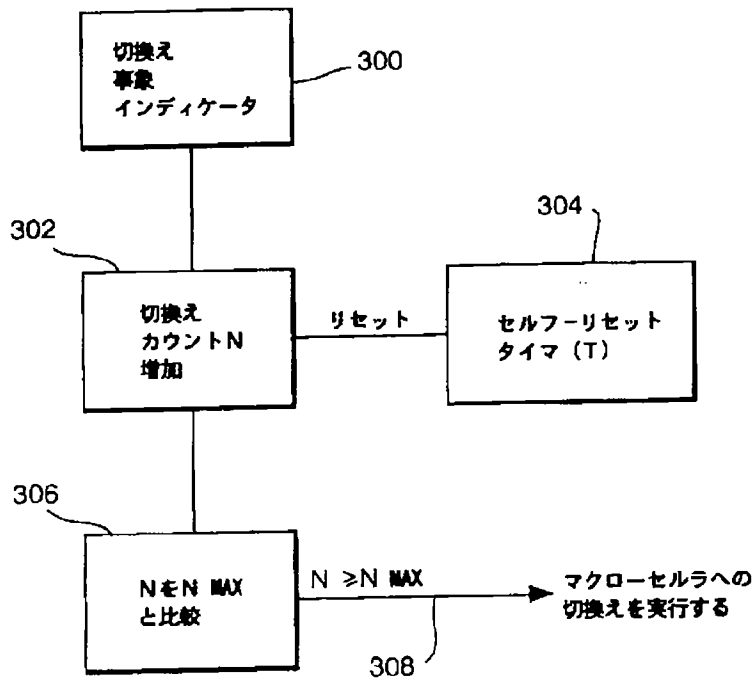 切換え
事象
インディケータ
300
302
304
切換え
カウントN
増加
リセット
セルフ-リセット
タイマ (T)
306
NをN MAX
と比較
N ≥N MAX
308
マクローセルラへの
切換えを実行する